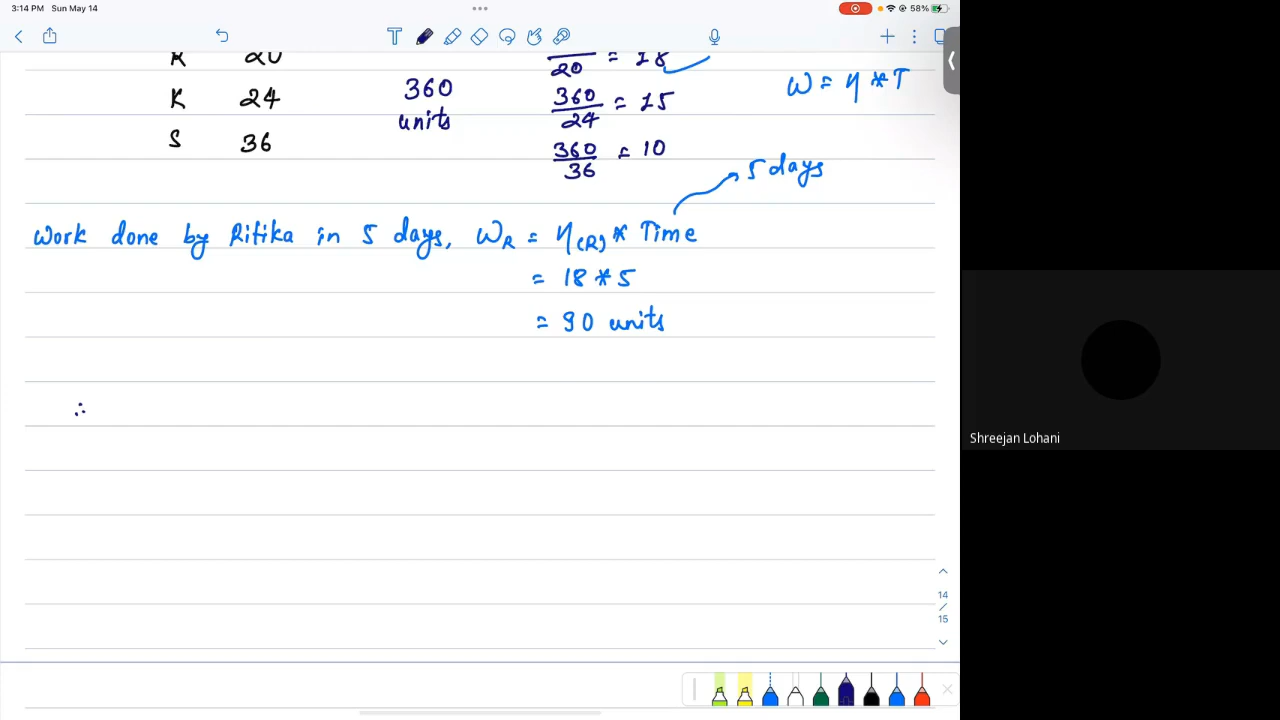 3:14 PM Sun May 14
58%
R 20
20 = 18
K 24
360 units
360/24 = 15
W = η * T
S 36
360/36 = 10
5 days
Work done by Ritika in 5 days, WR = η(R) * Time
= 18 * 5
= 90 units
∴
Shreejan Lohani
14
/
15